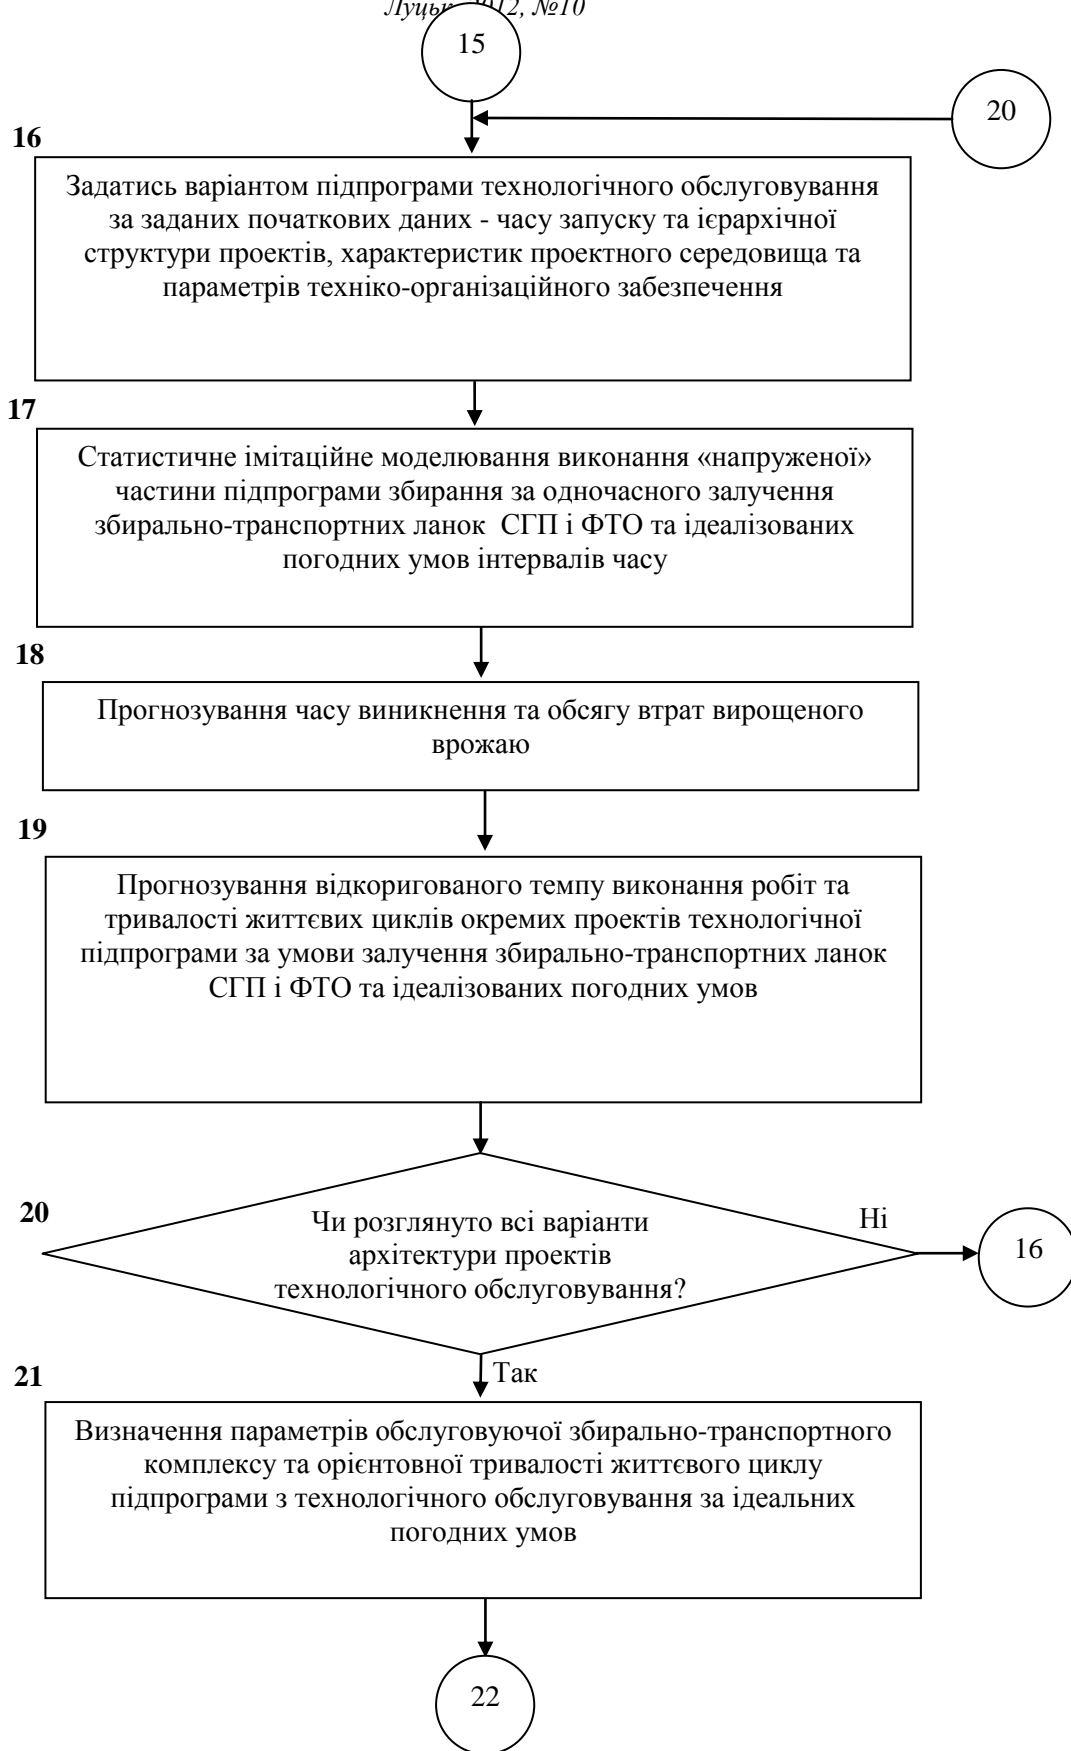 Луцьк 2012, №10
15
20
16
Задатись варіантом підпрограми технологічного обслуговування
за заданих початкових даних - часу запуску та ієрархічної
структури проектів, характеристик проектного середовища та
параметрів техніко-організаційного забезпечення
17
Статистичне імітаційне моделювання виконання «напруженої»
частини підпрограми збирання за одночасного залучення
збирально-транспортних ланок СГП і ФТО та ідеалізованих
погодних умов інтервалів часу
18
Прогнозування часу виникнення та обсягу втрат вирощеного
врожаю
19
Прогнозування відкоригованого темпу виконання робіт та
тривалості життєвих циклів окремих проектів технологічної
підпрограми за умови залучення збирально-транспортних ланок
СГП і ФТО та ідеалізованих погодних умов
20
Чи розглянуто всі варіанти
архітектури проектів
технологічного обслуговування?
Ні
16
Так
21
Визначення параметрів обслуговуючої збирально-транспортного
комплексу та орієнтовної тривалості життєвого циклу
підпрограми з технологічного обслуговування за ідеальних
погодних умов
22